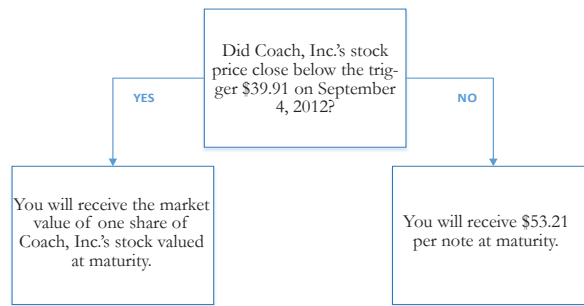 Did Coach, Inc.'s stock
price close below the trig-
ger $39.91 on September
4, 2012?
YES
NO
You will receive the market
value of one share of
Coach, Inc.'s stock valued
at maturity.
You will receive $53.21
per note at maturity.